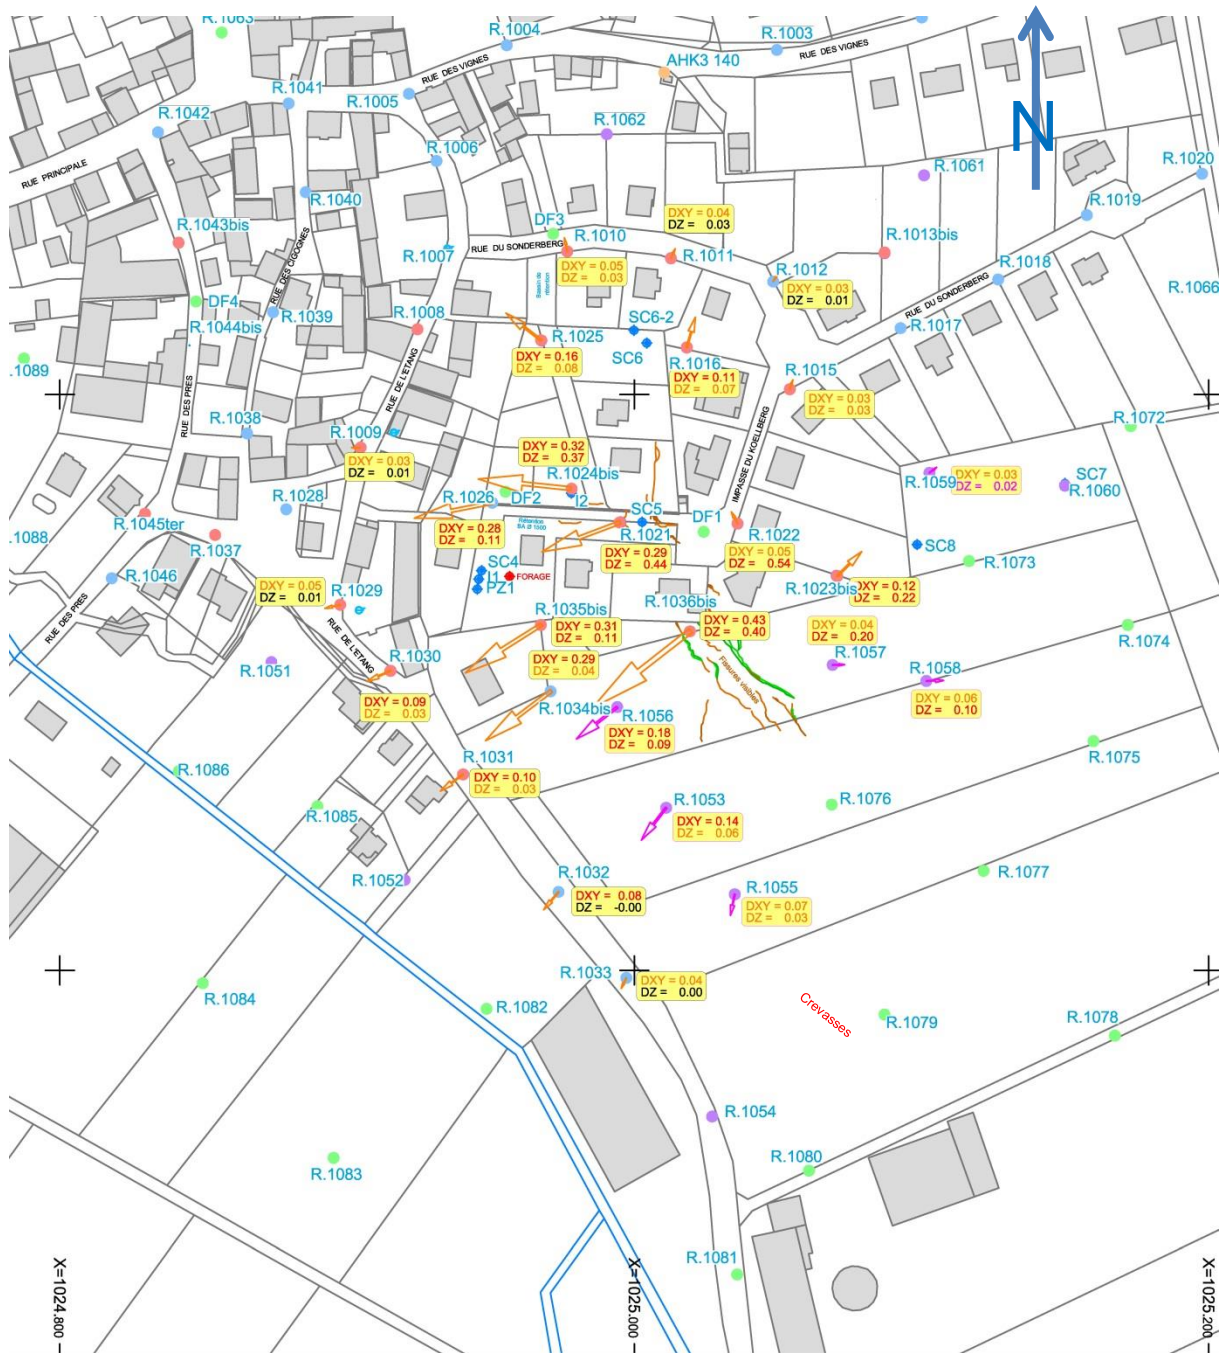 R.1063
R.1004
R.1003
RUE DES VIGNES
RUE DES VIGNES
AHK3 140
N
R.1041
R.1005
R.1042
R.1062
R.1006
R.1061
R.1020
RUE PRINCIPALE
R.1040
R.1019
R.1043bis
DF3
R.1010
DXY = 0.04
DZ = 0.03
R.1013bis
R.1007
RUE DU SONDERBERG
RUE DES CIGOGNES
R.1011
R.1012
R.1018
DXY = 0.05
DZ = 0.03
Bassin de
rétention
DXY = 0.03
DZ = 0.01
RUE DU SONDERBERG
R.1066
DF4
R.1044bis
R.1039
R.1008
SC6-2
R.1017
R.1025
SC6
R.1016
.1089
DXY = 0.16
DZ = 0.08
R.1015
DXY = 0.11
DZ = 0.07
RUE DE L'ETANG
DXY = 0.03
DZ = 0.03
RUE DES PRES
R.1038
R.1009
R.1072
IMPASSE DU KOELLBERG
DXY = 0.03
DZ = 0.01
DXY = 0.32
DZ = 0.37
R.1024bis
R.1059
DXY = 0.03
DZ = 0.02
SC7
R.1060
R.1028
R.1026
DF2
I2
SC5
R.1021
DF1
R.1022
.1088
R.1045ter
R.1037
DXY = 0.28
DZ = 0.11
Rétention
BA Ø 1500
DXY = 0.29
DZ = 0.44
DXY = 0.05
DZ = 0.54
SC8
R.1073
R.1046
SC4
I1
PZ1
FORAGE
R.1023bis
DXY = 0.05
DZ = 0.01
R.1029
DXY = 0.12
DZ = 0.22
R.1035bis
R.1036bis
RUE DES PRES
RUE DE L'ETANG
DXY = 0.31
DZ = 0.11
DXY = 0.43
DZ = 0.40
DXY = 0.04
DZ = 0.20
R.1074
R.1051
R.1030
DXY = 0.29
DZ = 0.04
Fissures visibles
R.1057
R.1058
DXY = 0.09
DZ = 0.03
R.1034bis
R.1056
DXY = 0.06
DZ = 0.10
DXY = 0.18
DZ = 0.09
R.1031
R.1075
R.1086
DXY = 0.10
DZ = 0.03
R.1085
R.1053
R.1076
DXY = 0.14
DZ = 0.06
R.1052
R.1032
R.1077
DXY = 0.08
DZ = -0.00
R.1055
DXY = 0.07
DZ = 0.03
R.1033
DXY = 0.04
DZ = 0.00
R.1084
R.1082
Crevasses
R.1079
R.1078
R.1054
R.1083
R.1080
R.1081
X=1024.800
X=1025.000
X=1025.200